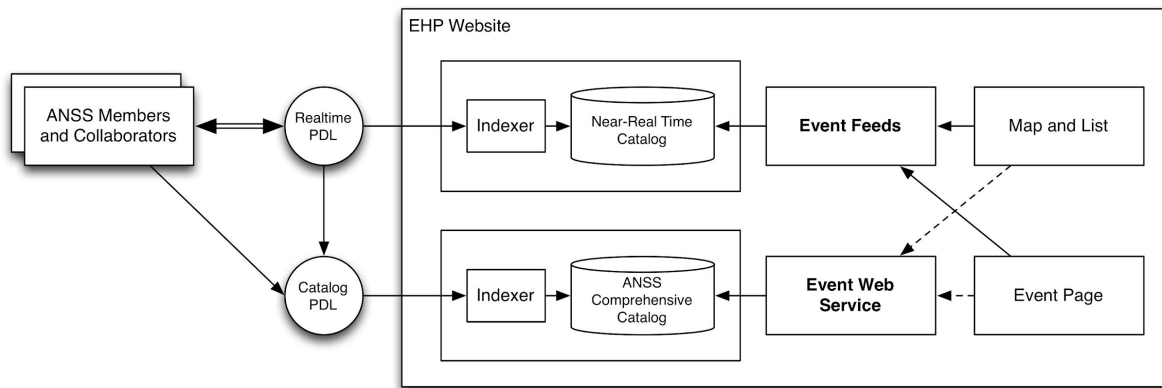 EHP Website
ANSS Members
and Collaborators
Realtime
PDL
Indexer
Near-Real Time
Catalog
Event Feeds
Map and List
Catalog
PDL
Indexer
ANSS
Comprehensive
Catalog
Event Web
Service
Event Page